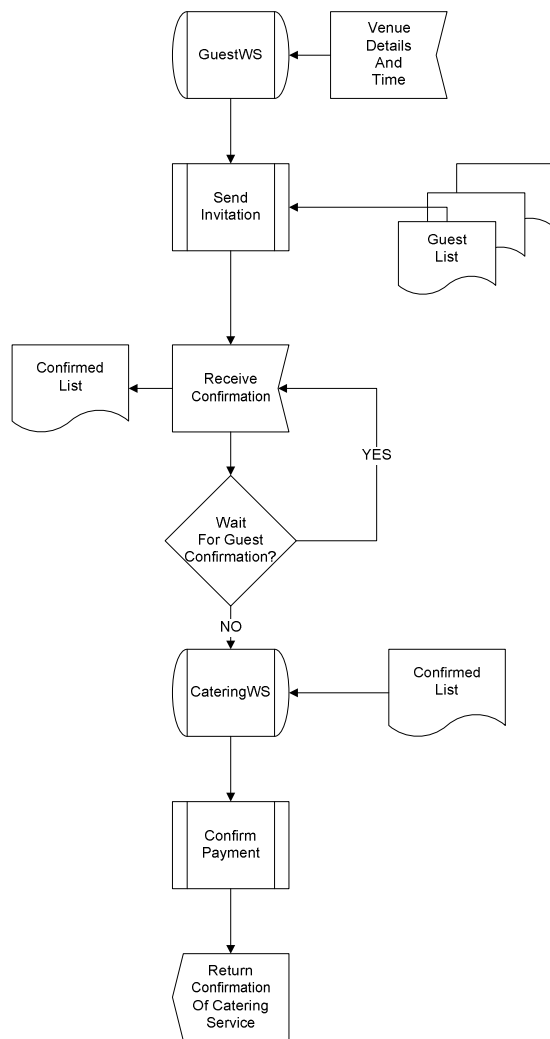 GuestWS
Venue
Details
And
Time
Send
Invitation
Guest
List
Confirmed
List
Receive
Confirmation
YES
Wait
For Guest
Confirmation?
NO
CateringWS
Confirmed
List
Confirm
Payment
Return
Confirmation
Of Catering
Service